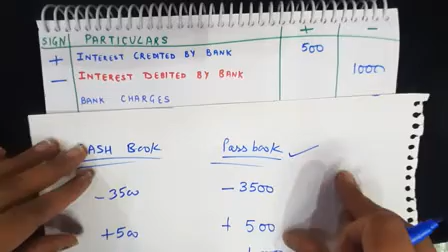 SIGN PARTICULARS + -
+ INTEREST CREDITED BY BANK 500
- INTEREST DEBITED BY BANK 1000
BANK CHARGES
CASH BOOK Passbook ✓
- 3500 - 3500
+ 500 + 500